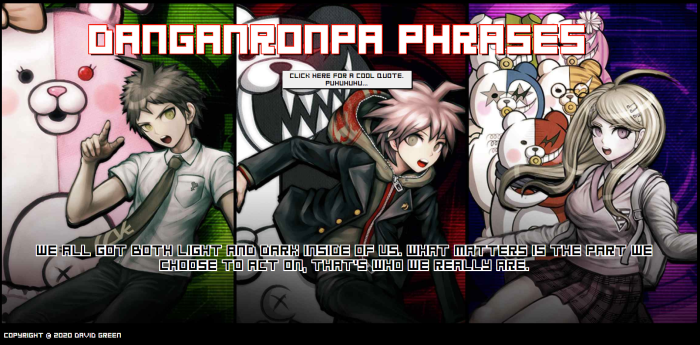 DANGANRONPA PHRASES
CLICK HERE FOR A COOL QUOTE.
PUHUHUHU...
WE ALL GOT BOTH LIGHT AND DARK INSIDE OF US. WHAT MATTERS IS THE PART WE
CHOOSE TO ACT ON, THAT'S WHO WE REALLY ARE.
COPYRIGHT @ 2020 DAVID GREEN